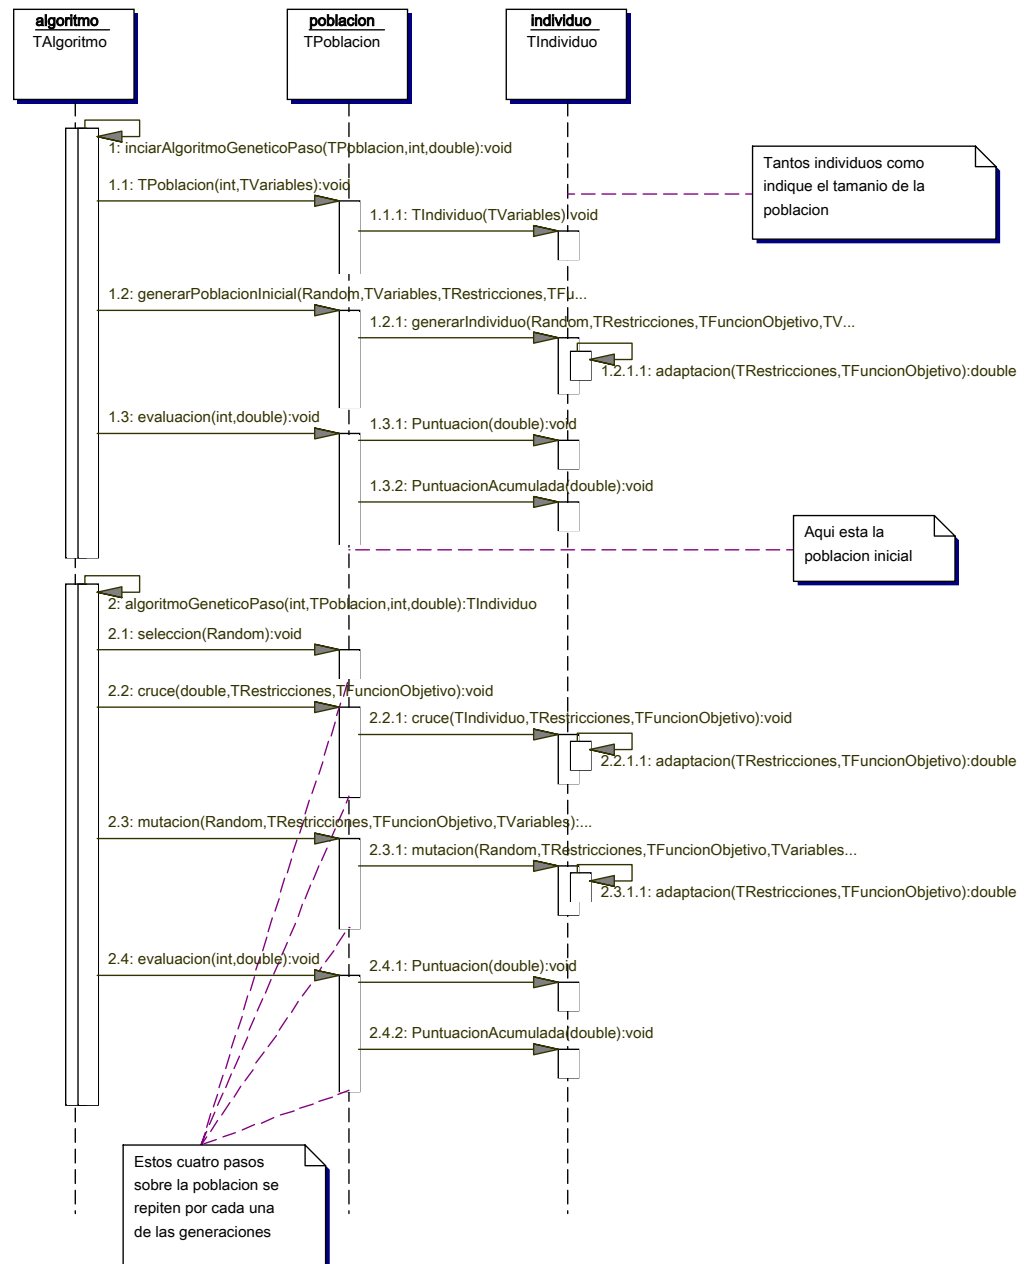 algoritmo
TAlgoritmo
poblacion
TPoblacion
individuo
TIndividuo
1: inciarAlgoritmoGeneticoPaso(TPoblacion,int,double):void
Tantos individuos como
indique el tamanio de la
poblacion
1.1: TPoblacion(int,TVariables):void
1.1.1: TIndividuo(TVariables):void
1.2: generarPoblacionInicial(Random,TVariables,TRestricciones,TFu...
1.2.1: generarIndividuo(Random,TRestricciones,TFuncionObjetivo,TV...
1.2.1.1: adaptacion(TRestricciones,TFuncionObjetivo):double
1.3: evaluacion(int,double):void
1.3.1: Puntuacion(double):void
1.3.2: PuntuacionAcumulada(double):void
Aqui esta la
poblacion inicial
2: algoritmoGeneticoPaso(int,TPoblacion,int,double):TIndividuo
2.1: seleccion(Random):void
2.2: cruce(double,TRestricciones,TFuncionObjetivo):void
2.2.1: cruce(TIndividuo,TRestricciones,TFuncionObjetivo):void
2.2.1.1: adaptacion(TRestricciones,TFuncionObjetivo):double
2.3: mutacion(Random,TRestricciones,TFuncionObjetivo,TVariables):...
2.3.1: mutacion(Random,TRestricciones,TFuncionObjetivo,TVariables...
2.3.1.1: adaptacion(TRestricciones,TFuncionObjetivo):double
2.4: evaluacion(int,double):void
2.4.1: Puntuacion(double):void
2.4.2: PuntuacionAcumulada(double):void
Estos cuatro pasos
sobre la poblacion se
repiten por cada una
de las generaciones